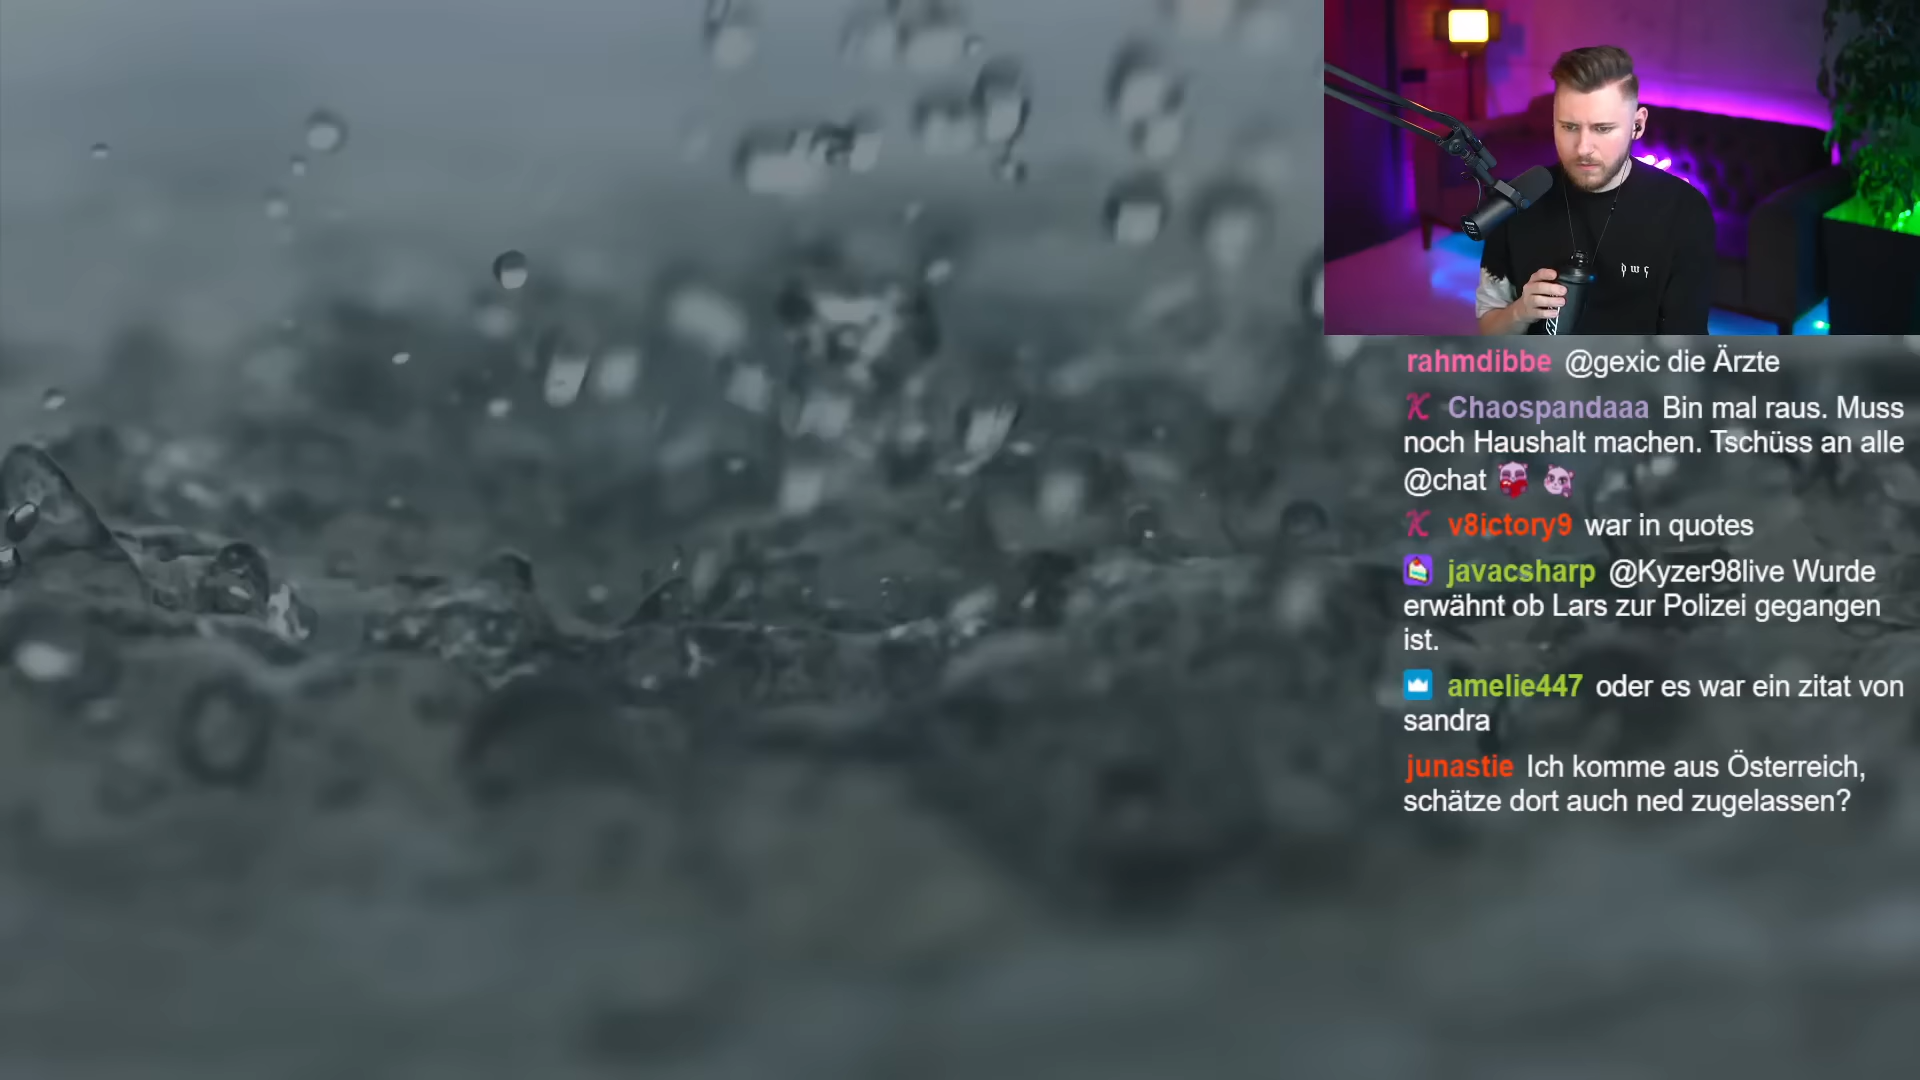 rahmdibbe @gexic die Ärzte
Chaospandaaa Bin mal raus. Muss
noch Haushalt machen. Tschüss an alle
@chat
v8ictory9 war in quotes
javacsharp @Kyzer98live Wurde
erwähnt ob Lars zur Polizei gegangen
ist.
amelie447 oder es war ein zitat von
sandra
junastie Ich komme aus Österreich,
schätze dort auch ned zugelassen?